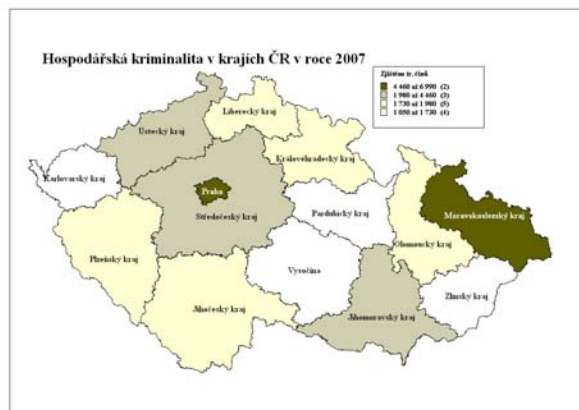 Hospodářská kriminalita v krajích ČR v roce 2007
Zjištěno tr. činů
4 460 až 6 990 (2)
1 980 až 4 460 (3)
1 730 až 1 980 (5)
1 050 až 1 730 (4)
Liberecký kraj
Ústecký kraj
Královéhradecký kraj
Karlovarský kraj
Praha
Středočeský kraj
Pardubický kraj
Moravskoslezský kraj
Olomoucký kraj
Plzeňský kraj
Vysočina
Zlínský kraj
Jihočeský kraj
Jihomoravský kraj